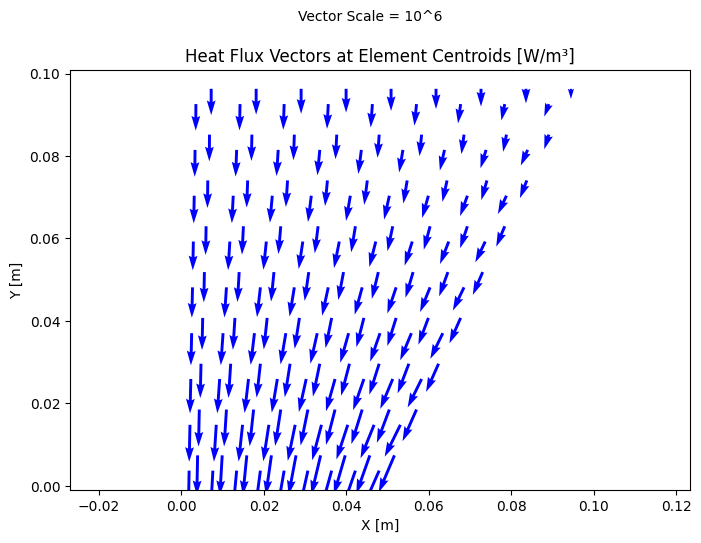 Vector Scale = 10^6
Heat Flux Vectors at Element Centroids [W/m³]
0.10
0.08
0.06
0.04
0.02
0.00
Y [m]
−0.02 0.00 0.02 0.04 0.06 0.08 0.10 0.12
X [m]